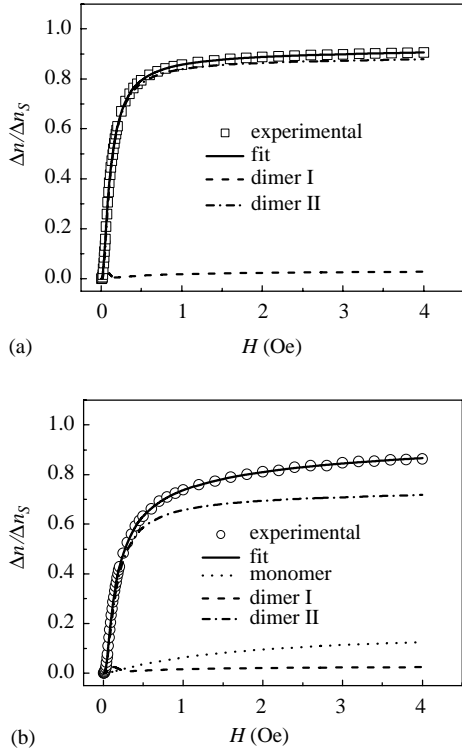 1.0
0.8
0.6
0.4
0.2
0.0
Δn/Δn_S
experimental
fit
dimer I
dimer II
0 1 2 3 4
(a)
H (Oe)
1.0
0.8
0.6
0.4
0.2
0.0
Δn/Δn_S
experimental
fit
monomer
dimer I
dimer II
0 1 2 3 4
(b)
H (Oe)